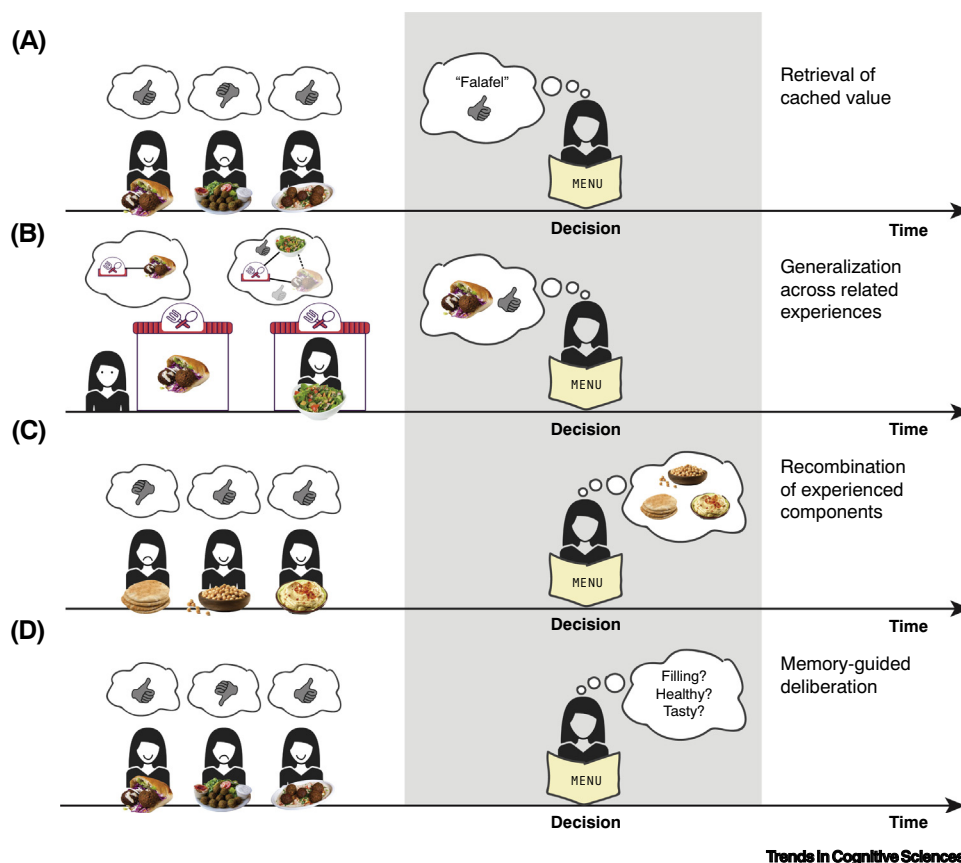 (A)
"Falafel"
MENU
Retrieval of
cached value
Decision
Time
(B)
MENU
Generalization
across related
experiences
Decision
Time
(C)
MENU
Recombination
of experienced
components
Decision
Time
(D)
Filling?
Healthy?
Tasty?
MENU
Memory-guided
deliberation
Decision
Time
Trends in Cognitive Sciences